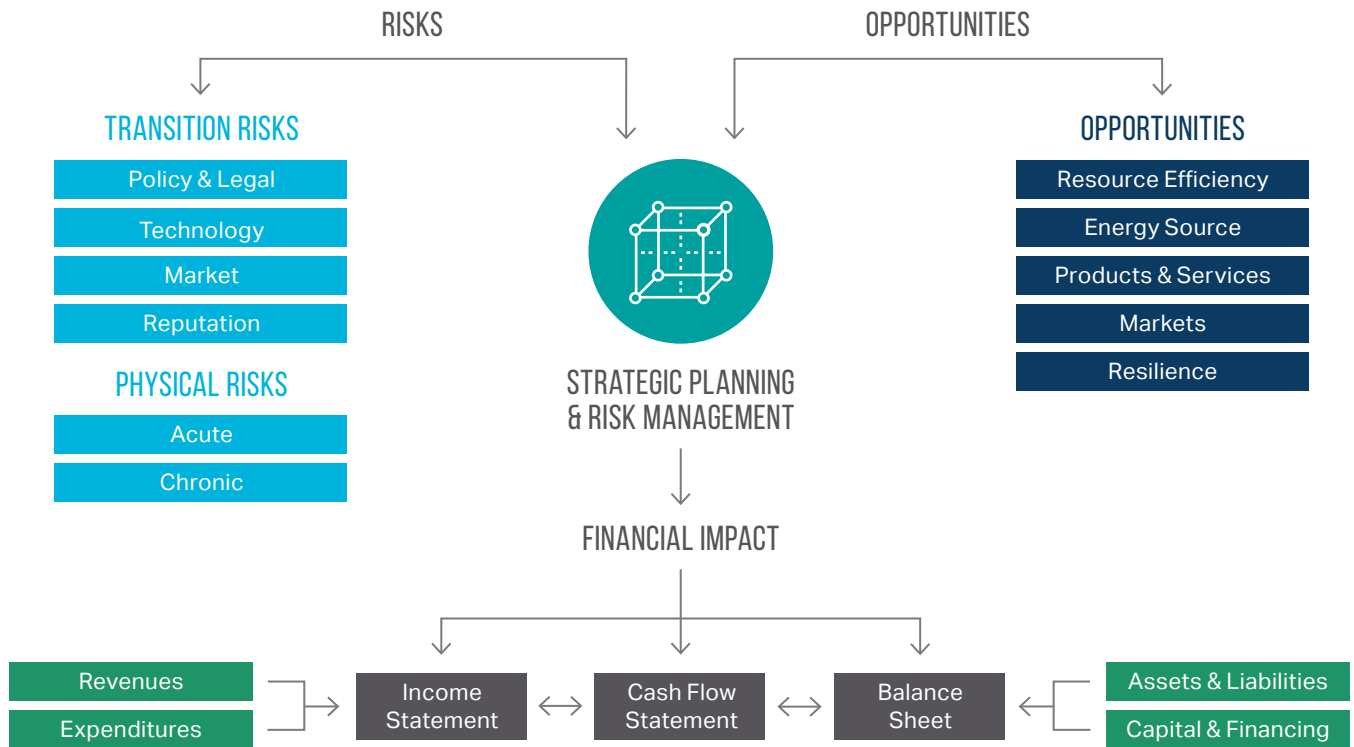 RISKS
OPPORTUNITIES
TRANSITION RISKS
Policy & Legal
Technology
Market
Reputation
PHYSICAL RISKS
Acute
Chronic
STRATEGIC PLANNING
& RISK MANAGEMENT
OPPORTUNITIES
Resource Efficiency
Energy Source
Products & Services
Markets
Resilience
FINANCIAL IMPACT
Revenues
Expenditures
Income
Statement
Cash Flow
Statement
Balance
Sheet
Assets & Liabilities
Capital & Financing